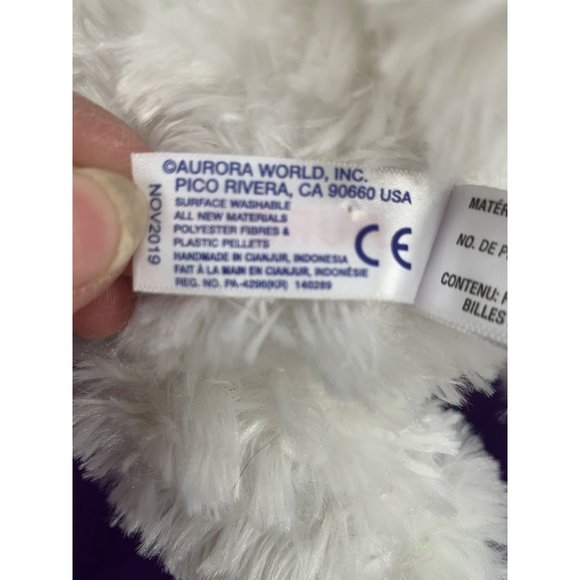 ©AURORA WORLD, INC.
PICO RIVERA, CA 90660 USA
SURFACE WASHABLE
ALL NEW MATERIALS
POLYESTER FIBRES &
PLASTIC PELLETS
HANDMADE IN CIANJUR, INDONESIA
FAIT À LA MAIN EN CIANJUR, INDONÉSIE
REG. NO. PA-4296(KR) 140289
CE
NOV2019
MATÉR
NO. DE P
CONTENU: F
BILLES